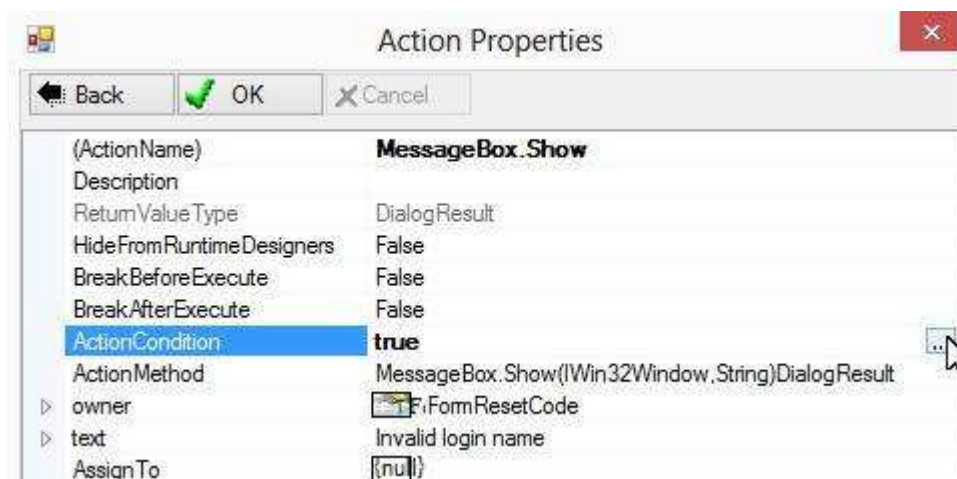 Action Properties
Back OK Cancel
(ActionName) MessageBox.Show
Description
ReturnValueType DialogResult
HideFromRuntimeDesigners False
BreakBeforeExecute False
BreakAfterExecute False
ActionCondition true ...
ActionMethod MessageBox.Show(IWin32Window,String)DialogResult
owner FormResetCode
text Invalid login name
AssignTo {null}